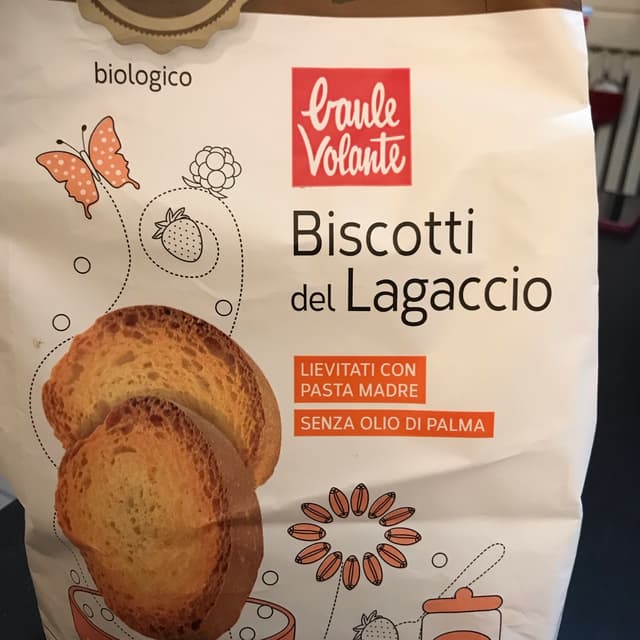 biologico
baule
volante
Biscotti
del Lagaccio
LIEVITATI CON
PASTA MADRE
SENZA OLIO DI PALMA